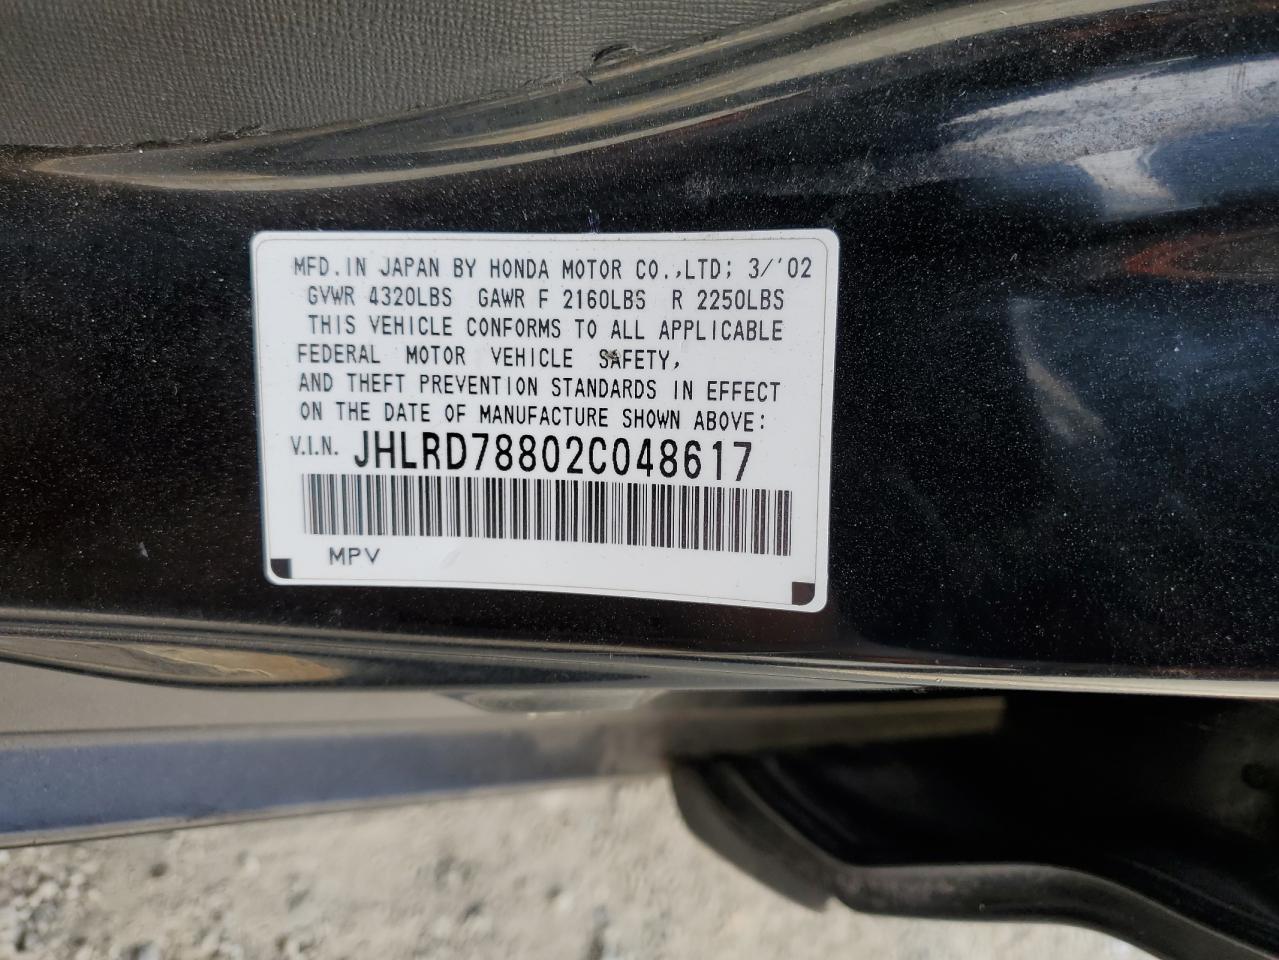 MFD. IN JAPAN BY HONDA MOTOR CO.,LTD; 3/'02
GVWR 4320LBS GAWR F 2160LBS R 2250LBS
THIS VEHICLE CONFORMS TO ALL APPLICABLE
FEDERAL MOTOR VEHICLE SAFETY,
AND THEFT PREVENTION STANDARDS IN EFFECT
ON THE DATE OF MANUFACTURE SHOWN ABOVE:
V.I.N. JHLRD78802C048617
MPV